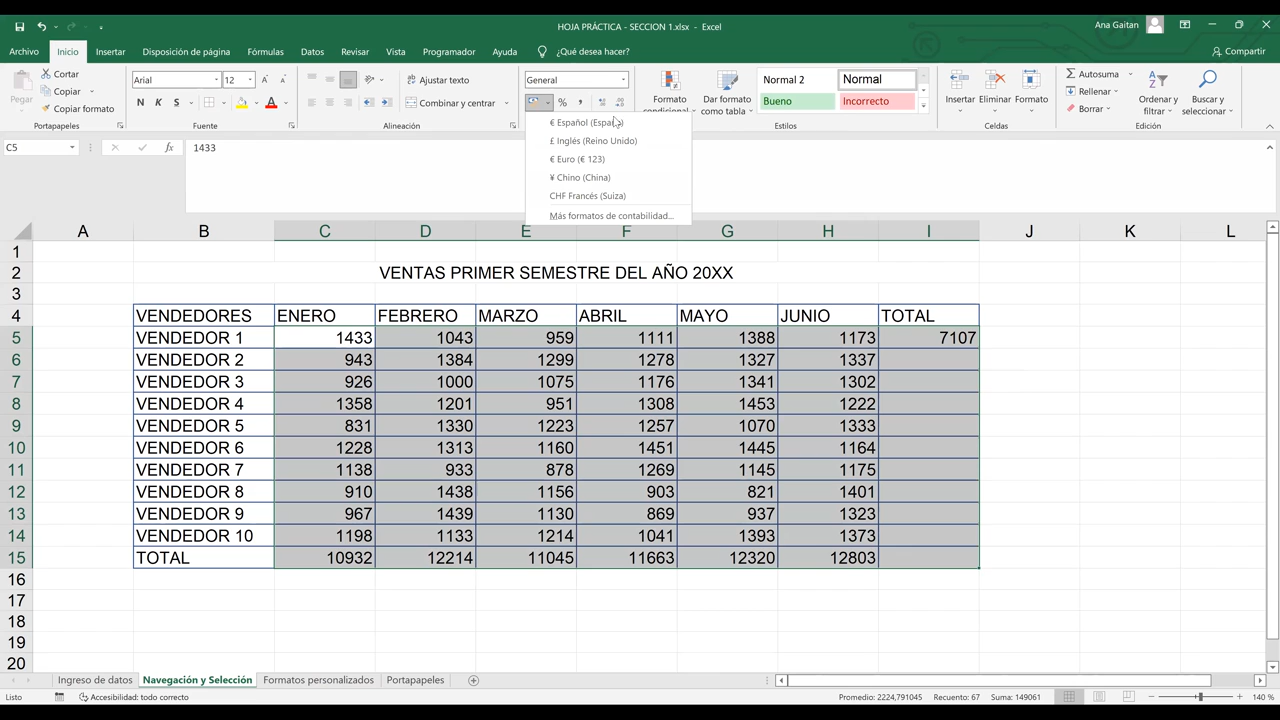 HOJA PRÁCTICA - SECCION 1.xlsx - Excel
Ana Gaitan
Archivo Inicio Insertar Disposición de página Fórmulas Datos Revisar Vista Programador Ayuda ¿Qué desea hacer? Compartir
Pegar
Cortar
Copiar
Copiar formato
Portapapeles
Arial 12
N K S
Fuente
Ajustar texto
Combinar y centrar
Alineación
General
€ Español (España)
£ Inglés (Reino Unido)
€ Euro (€ 123)
¥ Chino (China)
CHF Francés (Suiza)
Más formatos de contabilidad...
Formato
condicional
Dar formato
como tabla
Normal 2 Normal
Bueno Incorrecto
Estilos
Insertar Eliminar Formato
Celdas
Autosuma
Rellenar
Borrar
Ordenar y
filtrar
Buscar y
seleccionar
Edición
C5 fx 1433
A B C D E F G H I J K L
1
2 VENTAS PRIMER SEMESTRE DEL AÑO 20XX
3
4 VENDEDORES ENERO FEBRERO MARZO ABRIL MAYO JUNIO TOTAL
5 VENDEDOR 1 1433 1043 959 1111 1388 1173 7107
6 VENDEDOR 2 943 1384 1299 1278 1327 1337
7 VENDEDOR 3 926 1000 1075 1176 1341 1302
8 VENDEDOR 4 1358 1201 951 1308 1453 1222
9 VENDEDOR 5 831 1330 1223 1257 1070 1333
10 VENDEDOR 6 1228 1313 1160 1451 1445 1164
11 VENDEDOR 7 1138 933 878 1269 1145 1175
12 VENDEDOR 8 910 1438 1156 903 821 1401
13 VENDEDOR 9 967 1439 1130 869 937 1323
14 VENDEDOR 10 1198 1133 1214 1041 1393 1373
15 TOTAL 10932 12214 11045 11663 12320 12803
16
17
18
19
20
Ingreso de datos Navegación y Selección Formatos personalizados Portapapeles
Listo Accesibilidad: todo correcto Promedio: 2224,791045 Recuento: 67 Suma: 149061 140 %